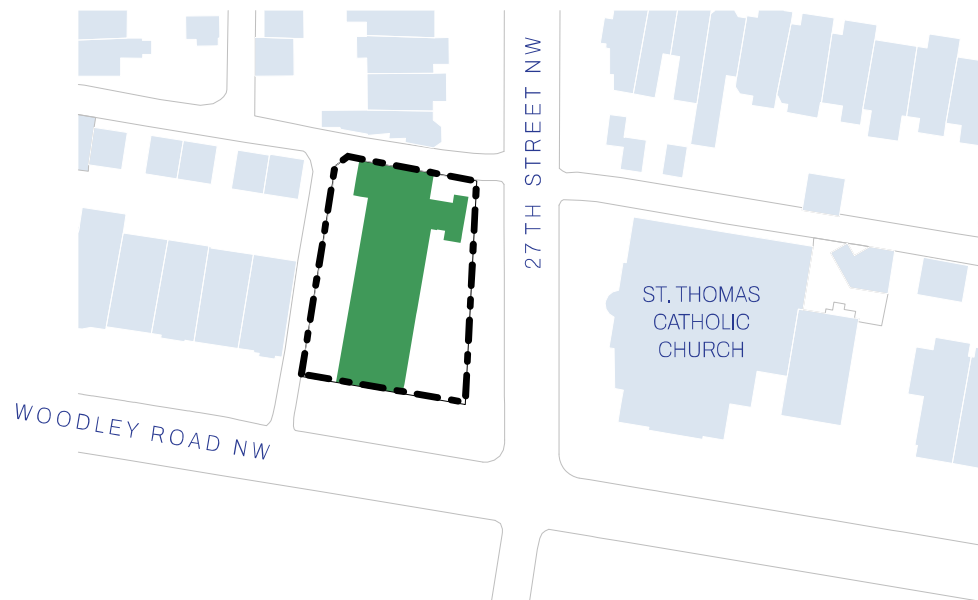 27TH STREET NW
ST. THOMAS
CATHOLIC
CHURCH
WOODLEY ROAD NW